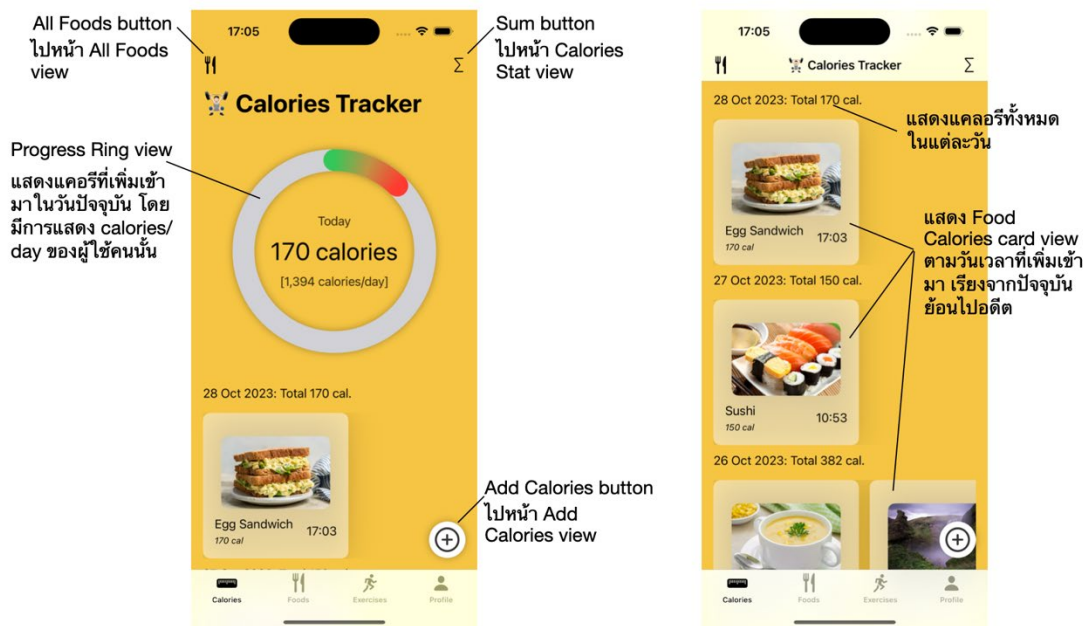 All Foods button
ไปหน้า All Foods
view
17:05
Sum button
ไปหน้า Calories
Stat view
Σ
Calories Tracker
Progress Ring view
แสดงแคอรีที่เพิ่มเข้า
มาในวันปัจจุบัน โดย
มีการแสดง calories/
day ของผู้ใช้คนนั้น
Today
170 calories
[1,394 calories/day]
28 Oct 2023: Total 170 cal.
Egg Sandwich
170 cal
17:03
Add Calories button
ไปหน้า Add
Calories view
Calories
Foods
Exercises
Profile
17:05
Calories Tracker
Σ
28 Oct 2023: Total 170 cal.
แสดงแคลอรีทั้งหมด
ในแต่ละวัน
Egg Sandwich
170 cal
17:03
แสดง Food
Calories card view
ตามวันเวลาที่เพิ่มเข้า
มา เรียงจากปัจจุบัน
ย้อนไปอดีต
27 Oct 2023: Total 150 cal.
Sushi
150 cal
10:53
26 Oct 2023: Total 382 cal.
Calories
Foods
Exercises
Profile